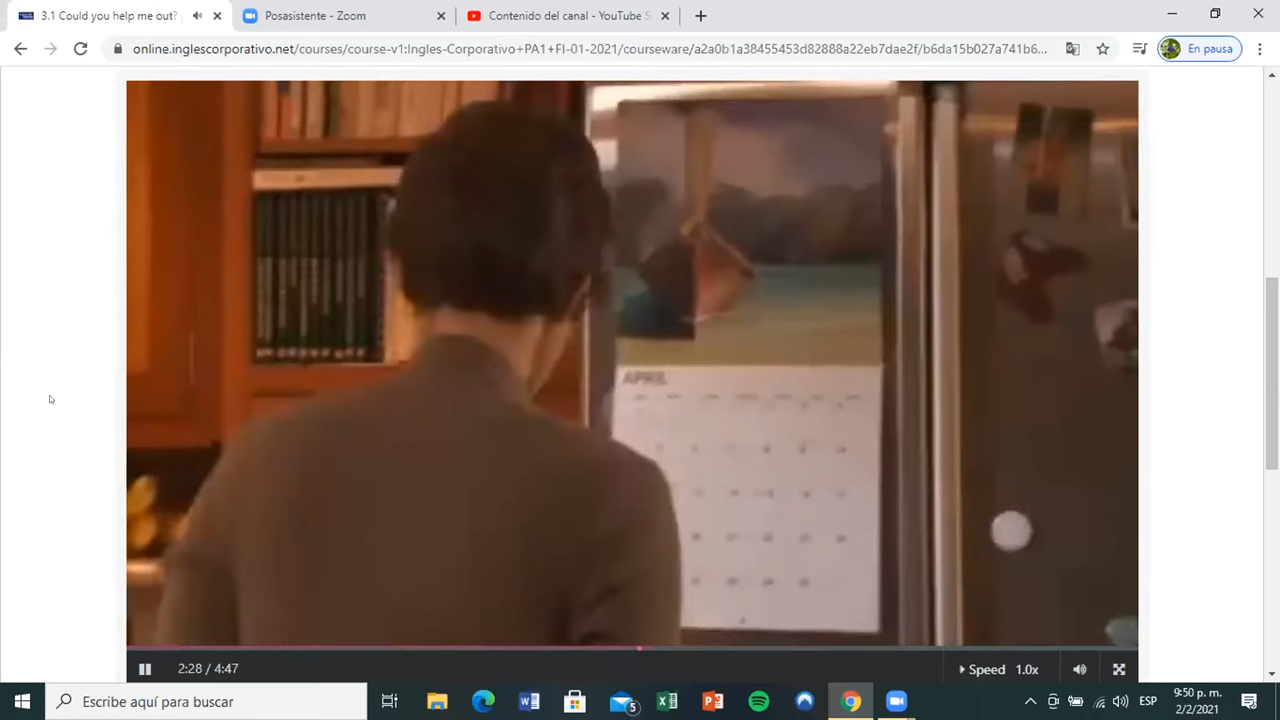 3.1 Could you help me out?
Posasistente - Zoom
Contenido del canal - YouTube S
online.inglescorporativo.net/courses/course-v1:Ingles-Corporativo+PA1+FI-01-2021/courseware/a2a0b1a38455453d82888a22eb7dae2f/b6da15b027a741b6...
En pausa
APRIL
2:28 / 4:47
Speed 1.0x
Escribe aquí para buscar
5
ESP
9:50 p. m.
2/2/2021